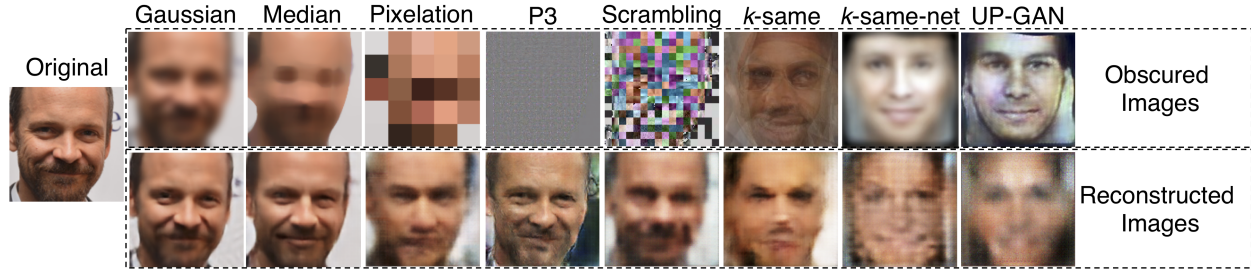 Gaussian Median Pixelation P3 Scrambling k-same k-same-net UP-GAN
Original
Obscured
Images
Reconstructed
Images